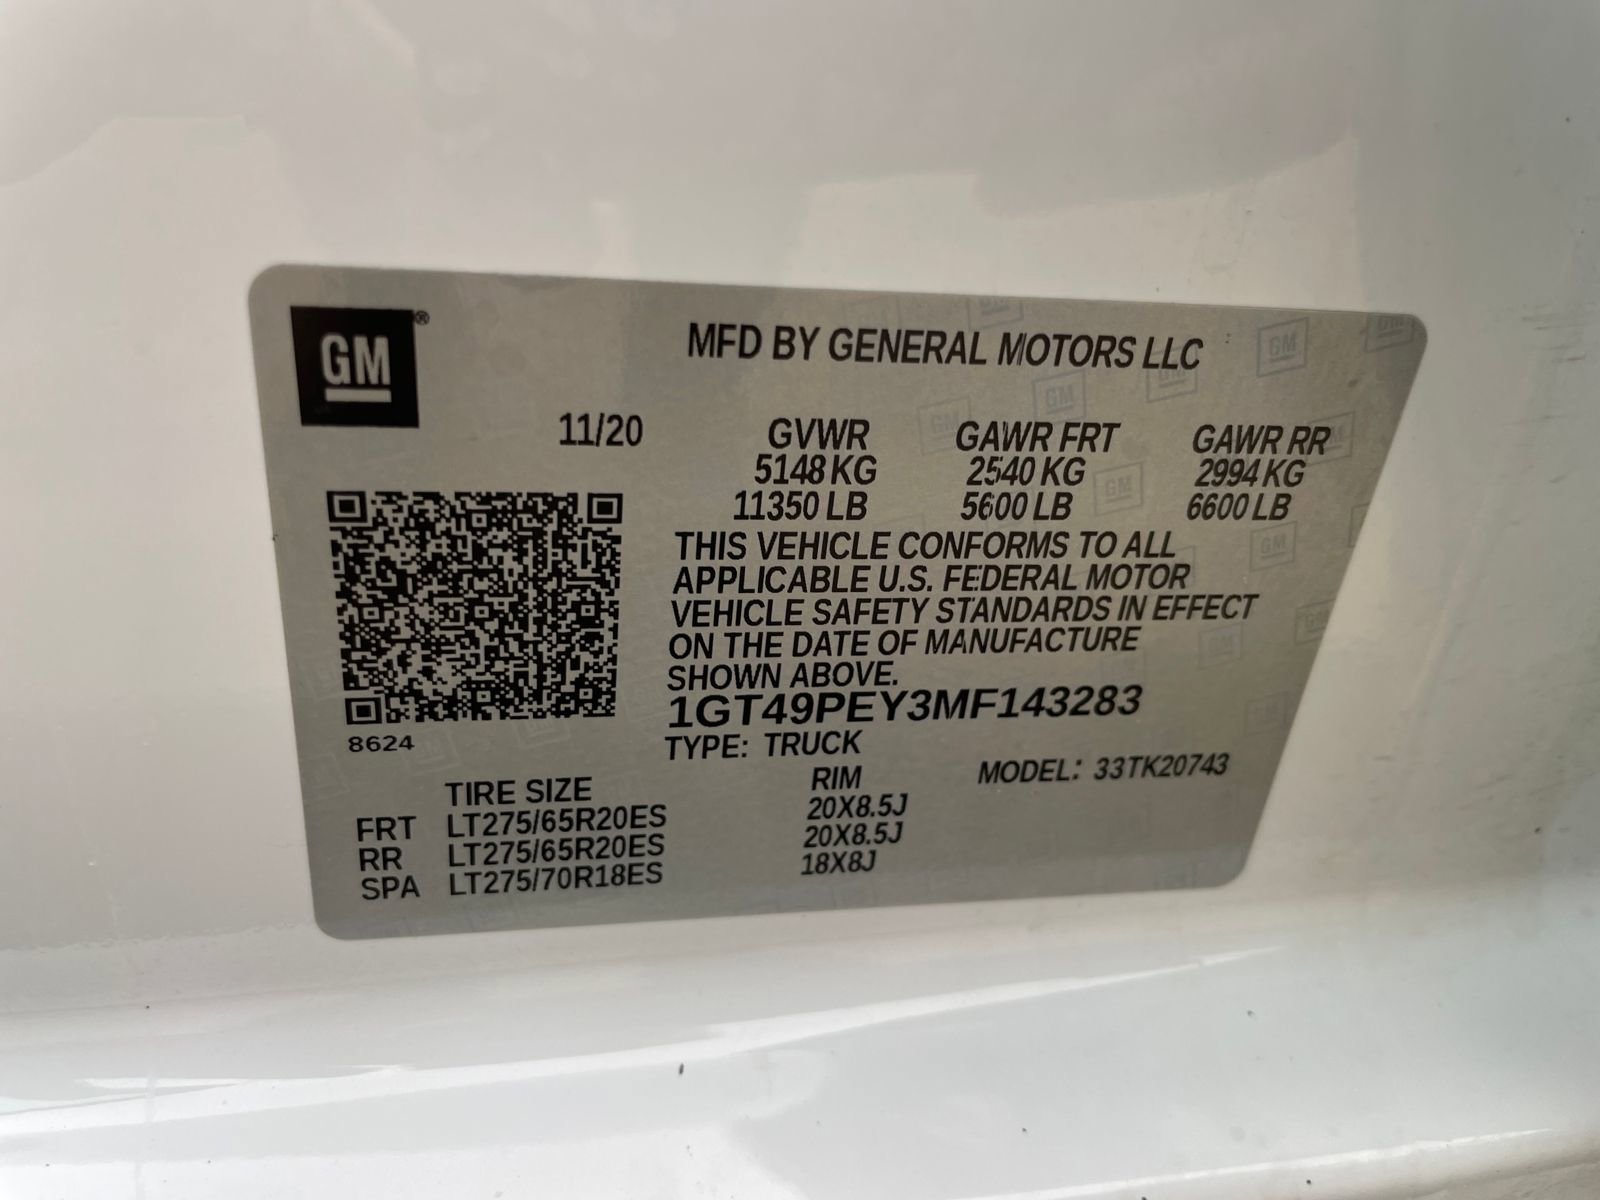 GM®
MFD BY GENERAL MOTORS LLC
11/20 GVWR GAWR FRT GAWR RR
5148 KG 2540 KG 2994 KG
11350 LB 5600 LB 6600 LB
THIS VEHICLE CONFORMS TO ALL
APPLICABLE U.S. FEDERAL MOTOR
VEHICLE SAFETY STANDARDS IN EFFECT
ON THE DATE OF MANUFACTURE
SHOWN ABOVE.
1GT49PEY3MF143283
8624
TYPE: TRUCK
MODEL: 33TK20743
TIRE SIZE RIM
FRT LT275/65R20ES 20X8.5J
RR LT275/65R20ES 20X8.5J
SPA LT275/70R18ES 18X8J